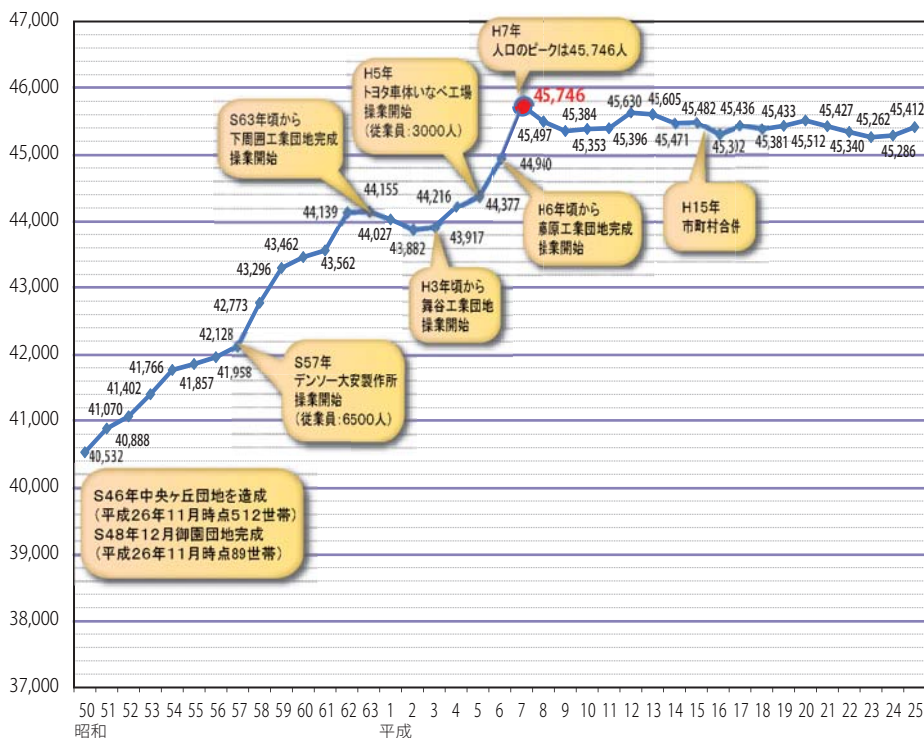 47,000
46,000
45,000
44,000
43,000
42,000
41,000
40,000
39,000
38,000
37,000
H7年
人口のピークは45,746人
H5年
トヨタ車体いなべ工場
操業開始
(従業員:3000人)
S63年頃から
下周囲工業団地完成
操業開始
H6年頃から
藤原工業団地完成
操業開始
H15年
市町村合併
H3年頃から
舞谷工業団地
操業開始
S57年
デンソー大安製作所
操業開始
(従業員:6500人)
S46年中央ヶ丘団地を造成
(平成26年11月時点512世帯)
S48年12月御園団地完成
(平成26年11月時点89世帯)
40,532
40,888
41,070
41,402
41,766
41,857
41,958
42,128
42,773
43,296
43,462
43,562
44,139
44,155
44,027
43,882
43,917
44,216
44,377
44,940
45,746
45,497
45,353
45,384
45,396
45,630
45,605
45,471
45,482
45,302
45,436
45,381
45,433
45,512
45,427
45,340
45,262
45,286
45,412
50 51 52 53 54 55 56 57 58 59 60 61 62 63 1 2 3 4 5 6 7 8 9 10 11 12 13 14 15 16 17 18 19 20 21 22 23 24 25
昭和 平成